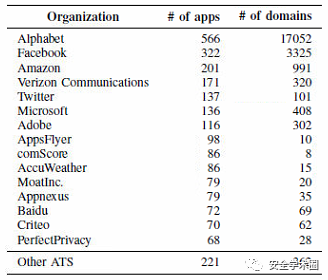 Organization # of apps # of domains
Alphabet 566 17052
Facebook 322 3325
Amazon 201 991
Verizon Communications 171 320
Twitter 137 101
Microsoft 136 408
Adobe 116 302
AppsFlyer 98 10
comScore 86 8
AccuWeather 86 15
MoatInc. 79 20
Appnexus 79 35
Baidu 72 69
Criteo 70 62
PerfectPrivacy 68 28
Other ATS 221
安全学术圈